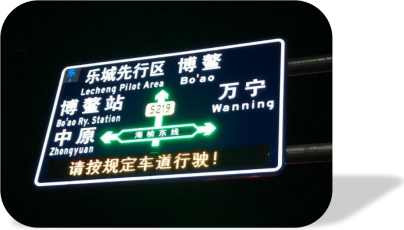 东
乐城先行区 博鳌
Lecheng Pilot Area Bo'ao
博鳌站 万宁
Bo'ao Ry. Station Wanning
S219
中原 海榆东线
Zhongyuan
请按规定车道行驶!